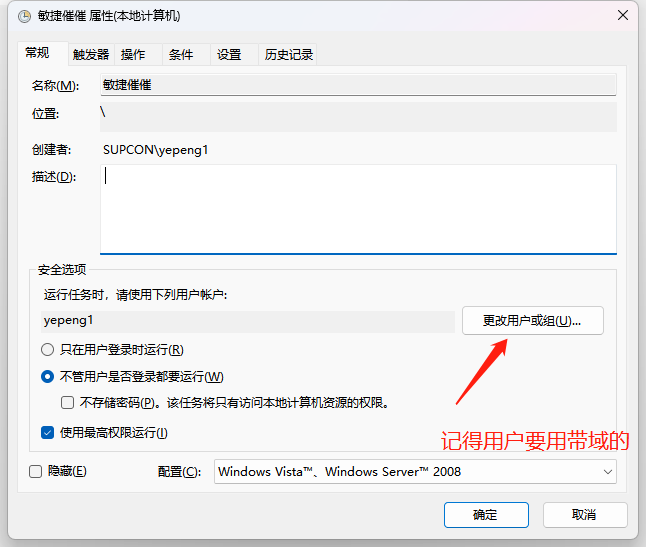 敏捷催催 属性(本地计算机)
常规 触发器 操作 条件 设置 历史记录
名称(M): 敏捷催催
位置: \
创建者: SUPCON\yepeng1
描述(D):
安全选项
运行任务时，请使用下列用户帐户:
yepeng1 更改用户或组(U)...
只在用户登录时运行(R)
不管用户是否登录都要运行(W)
不存储密码(P)。该任务将只有访问本地计算机资源的权限。
记得用户要用带域的
使用最高权限运行(I)
隐藏(E) 配置(C): Windows Vista™、Windows Server™ 2008
确定 取消